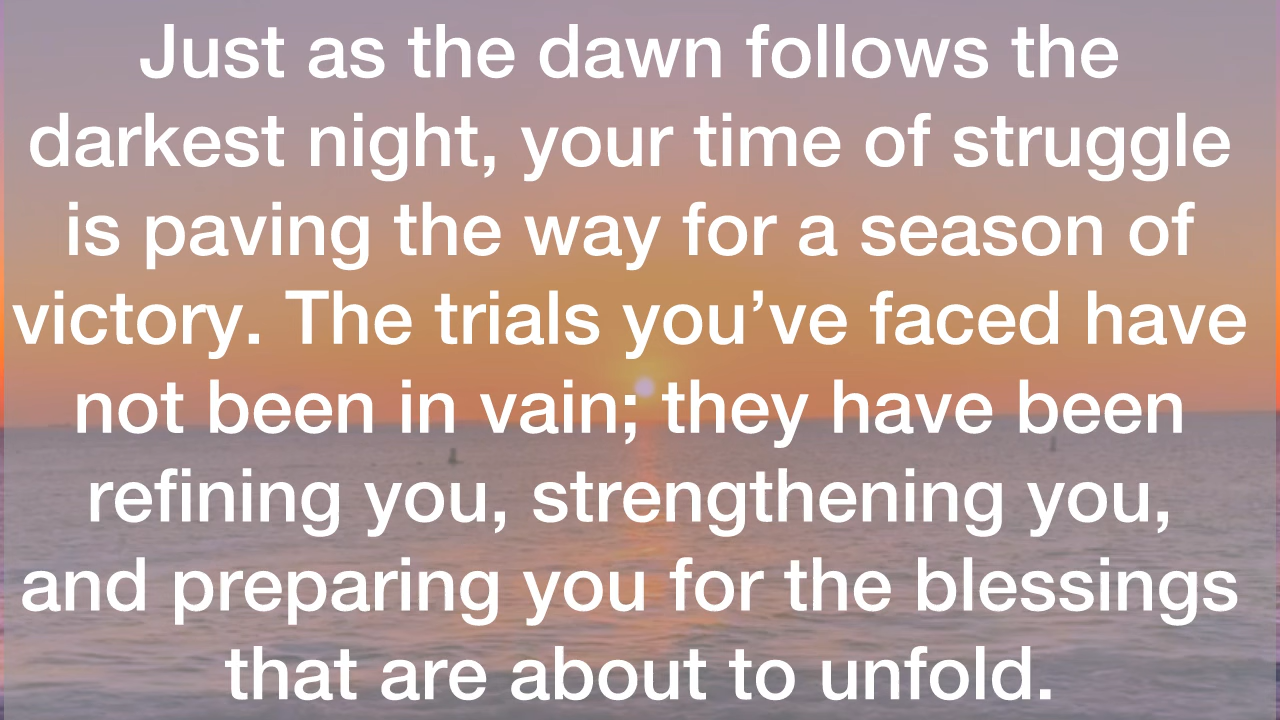 Just as the dawn follows the
darkest night, your time of struggle
is paving the way for a season of
victory. The trials you’ve faced have
not been in vain; they have been
refining you, strengthening you,
and preparing you for the blessings
that are about to unfold.